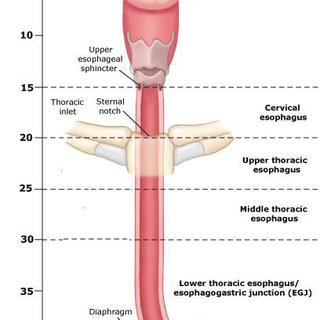 10
Upper
esophageal
sphincter
15
Thoracic
inlet
Sternal
notch
Cervical
esophagus
20
Upper thoracic
esophagus
25
Middle thoracic
esophagus
30
Lower thoracic esophagus/
esophagogastric junction (EGJ)
35
Diaphragm